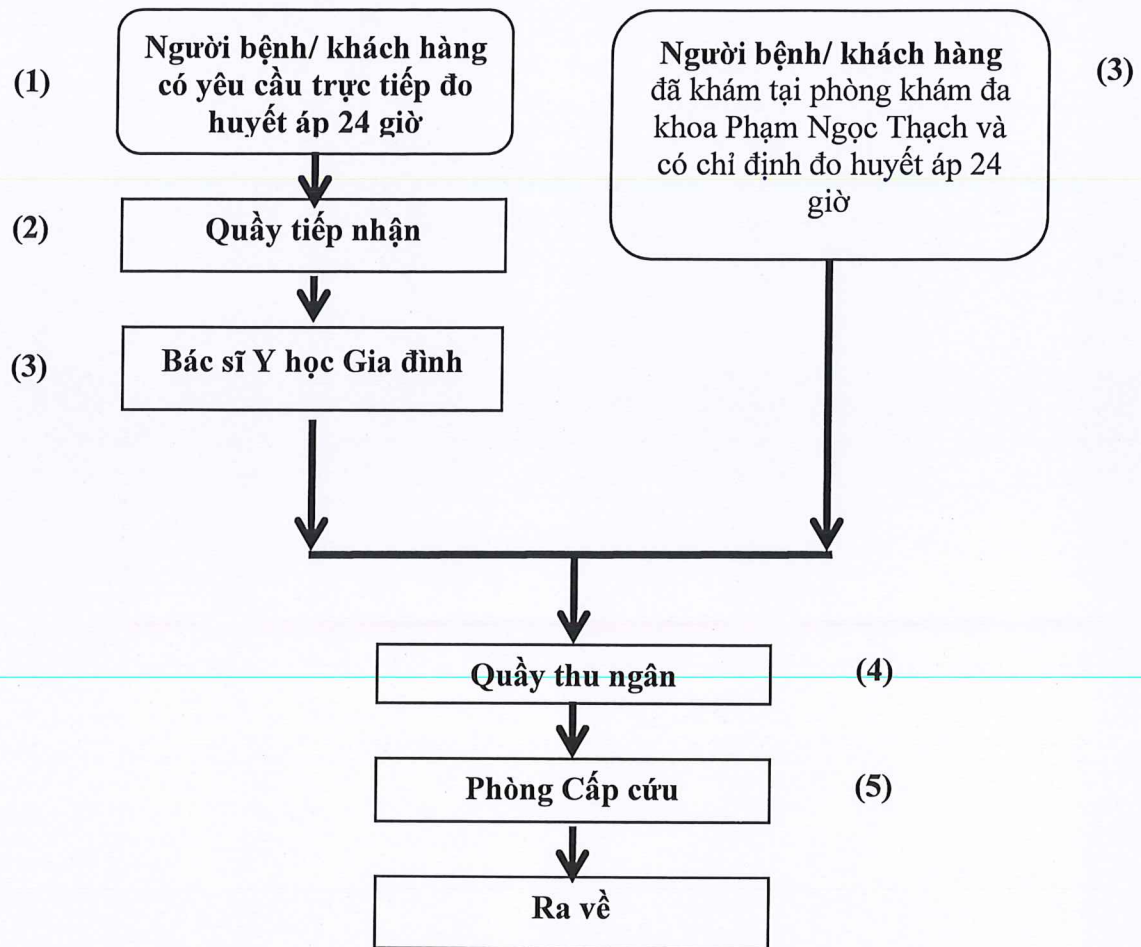 (1)
Người bệnh/ khách hàng
có yêu cầu trực tiếp đo
huyết áp 24 giờ
Người bệnh/ khách hàng
đã khám tại phòng khám đa
khoa Phạm Ngọc Thạch và
có chỉ định đo huyết áp 24
giờ
(3)
(2)
Quầy tiếp nhận
(3)
Bác sĩ Y học Gia đình
Quầy thu ngân
(4)
Phòng Cấp cứu
(5)
Ra về